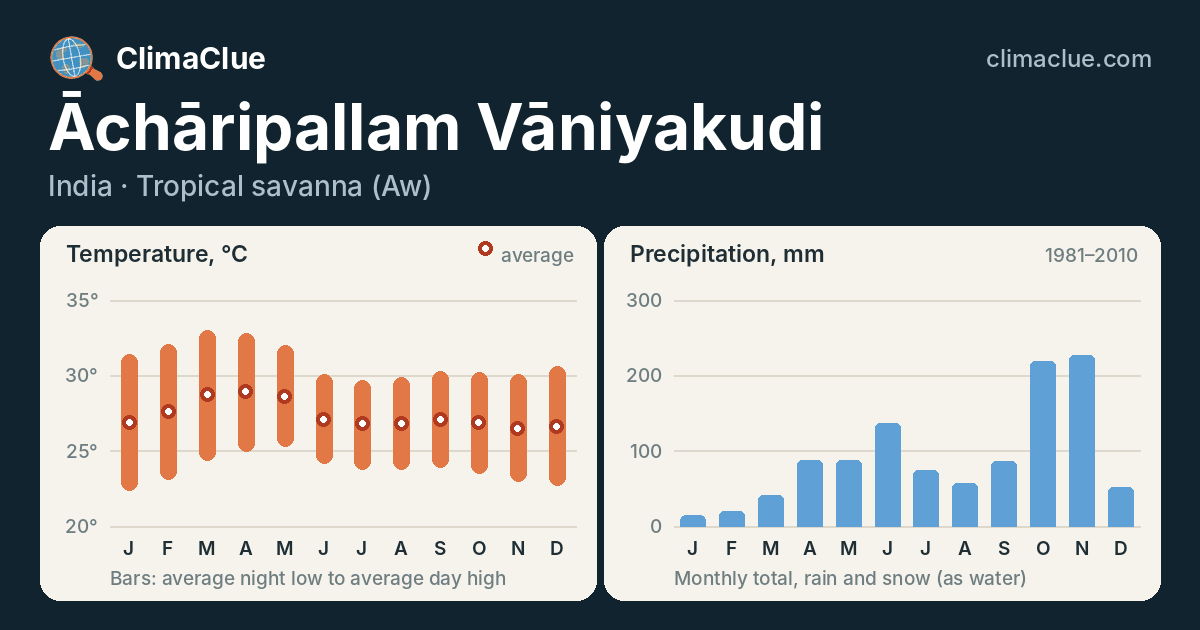 ClimaClue
climaclue.com
Āchāripallam Vāniyakudi
India · Tropical savanna (Aw)
Temperature, °C
average
35°
30°
25°
20°
J F M A M J J A S O N D
Bars: average night low to average day high
Precipitation, mm
1981–2010
300
200
100
0
J F M A M J J A S O N D
Monthly total, rain and snow (as water)